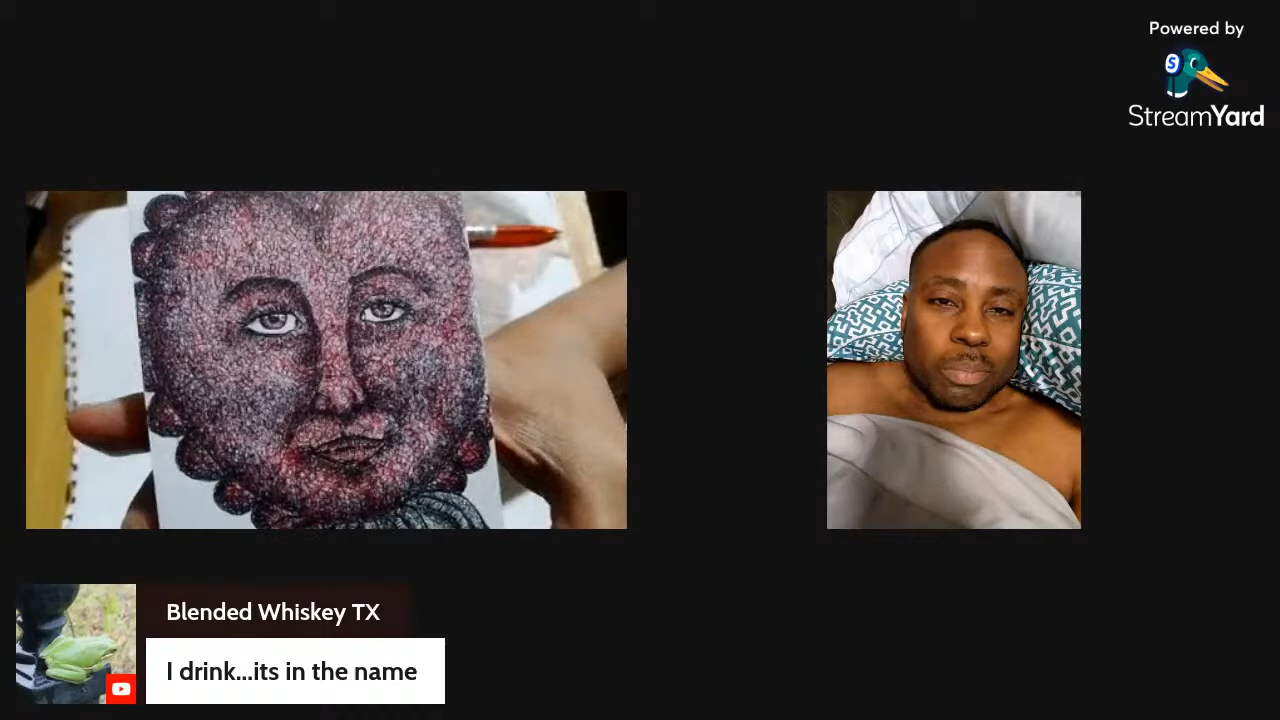 Powered by
StreamYard
Blended Whiskey TX
I drink...its in the name